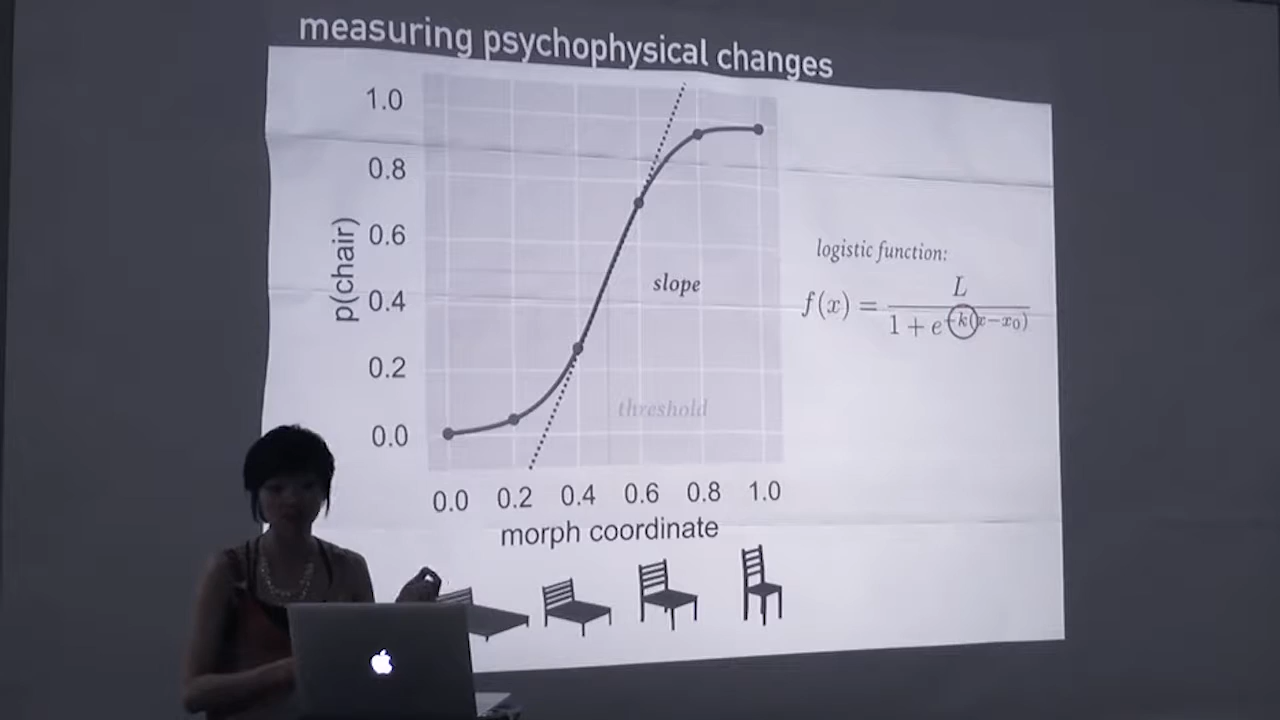 measuring psychophysical changes
1.0
0.8
0.6
0.4
0.2
0.0
p(chair)
slope
threshold
0.0 0.2 0.4 0.6 0.8 1.0
morph coordinate
logistic function:
f(x) = L / 1 + e^-k(x-x₀)